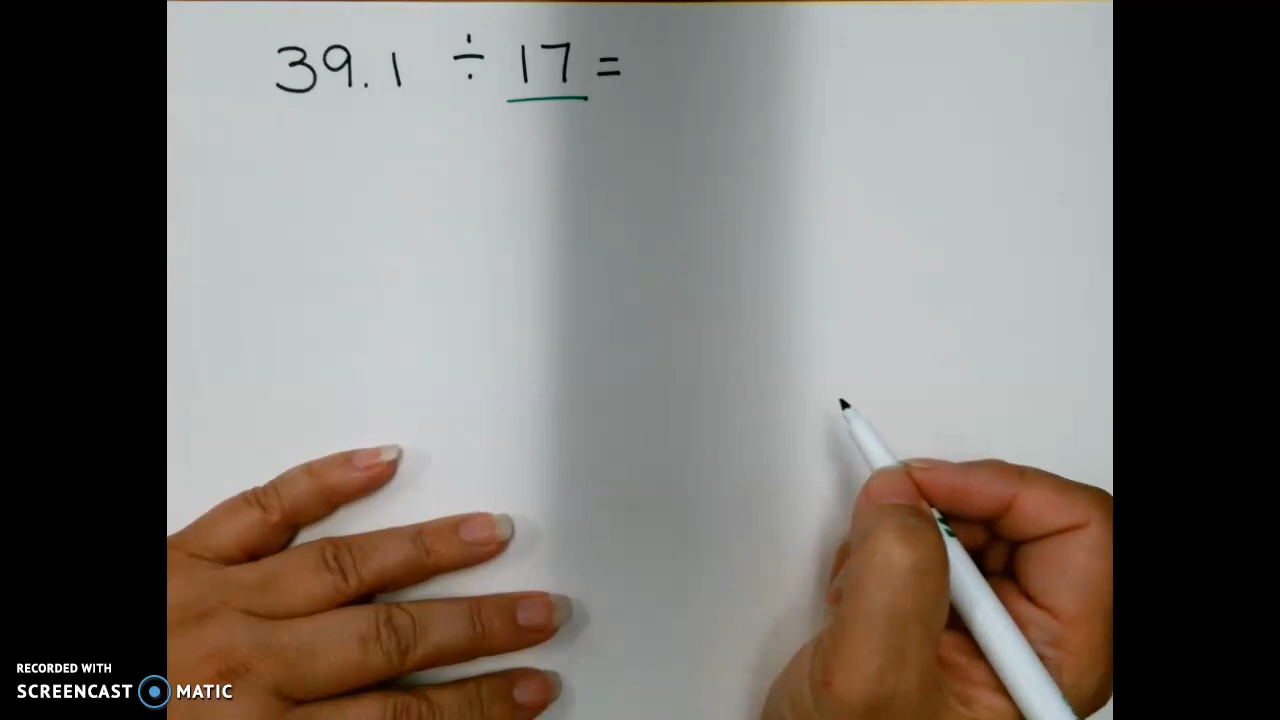 39.1 ÷ 17 =
RECORDED WITH
SCREENCAST MATIC